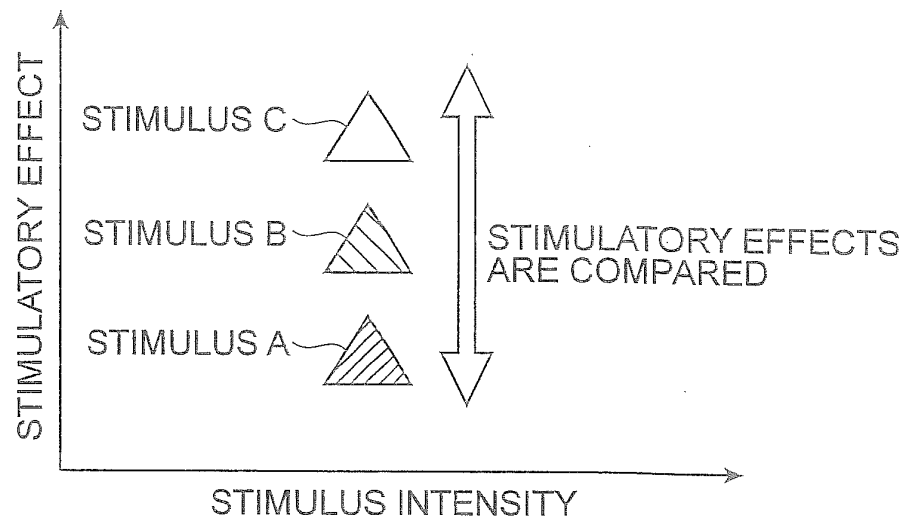 STIMULATORY EFFECT
STIMULUS C
STIMULUS B
STIMULUS A
STIMULATORY EFFECTS
ARE COMPARED
STIMULUS INTENSITY